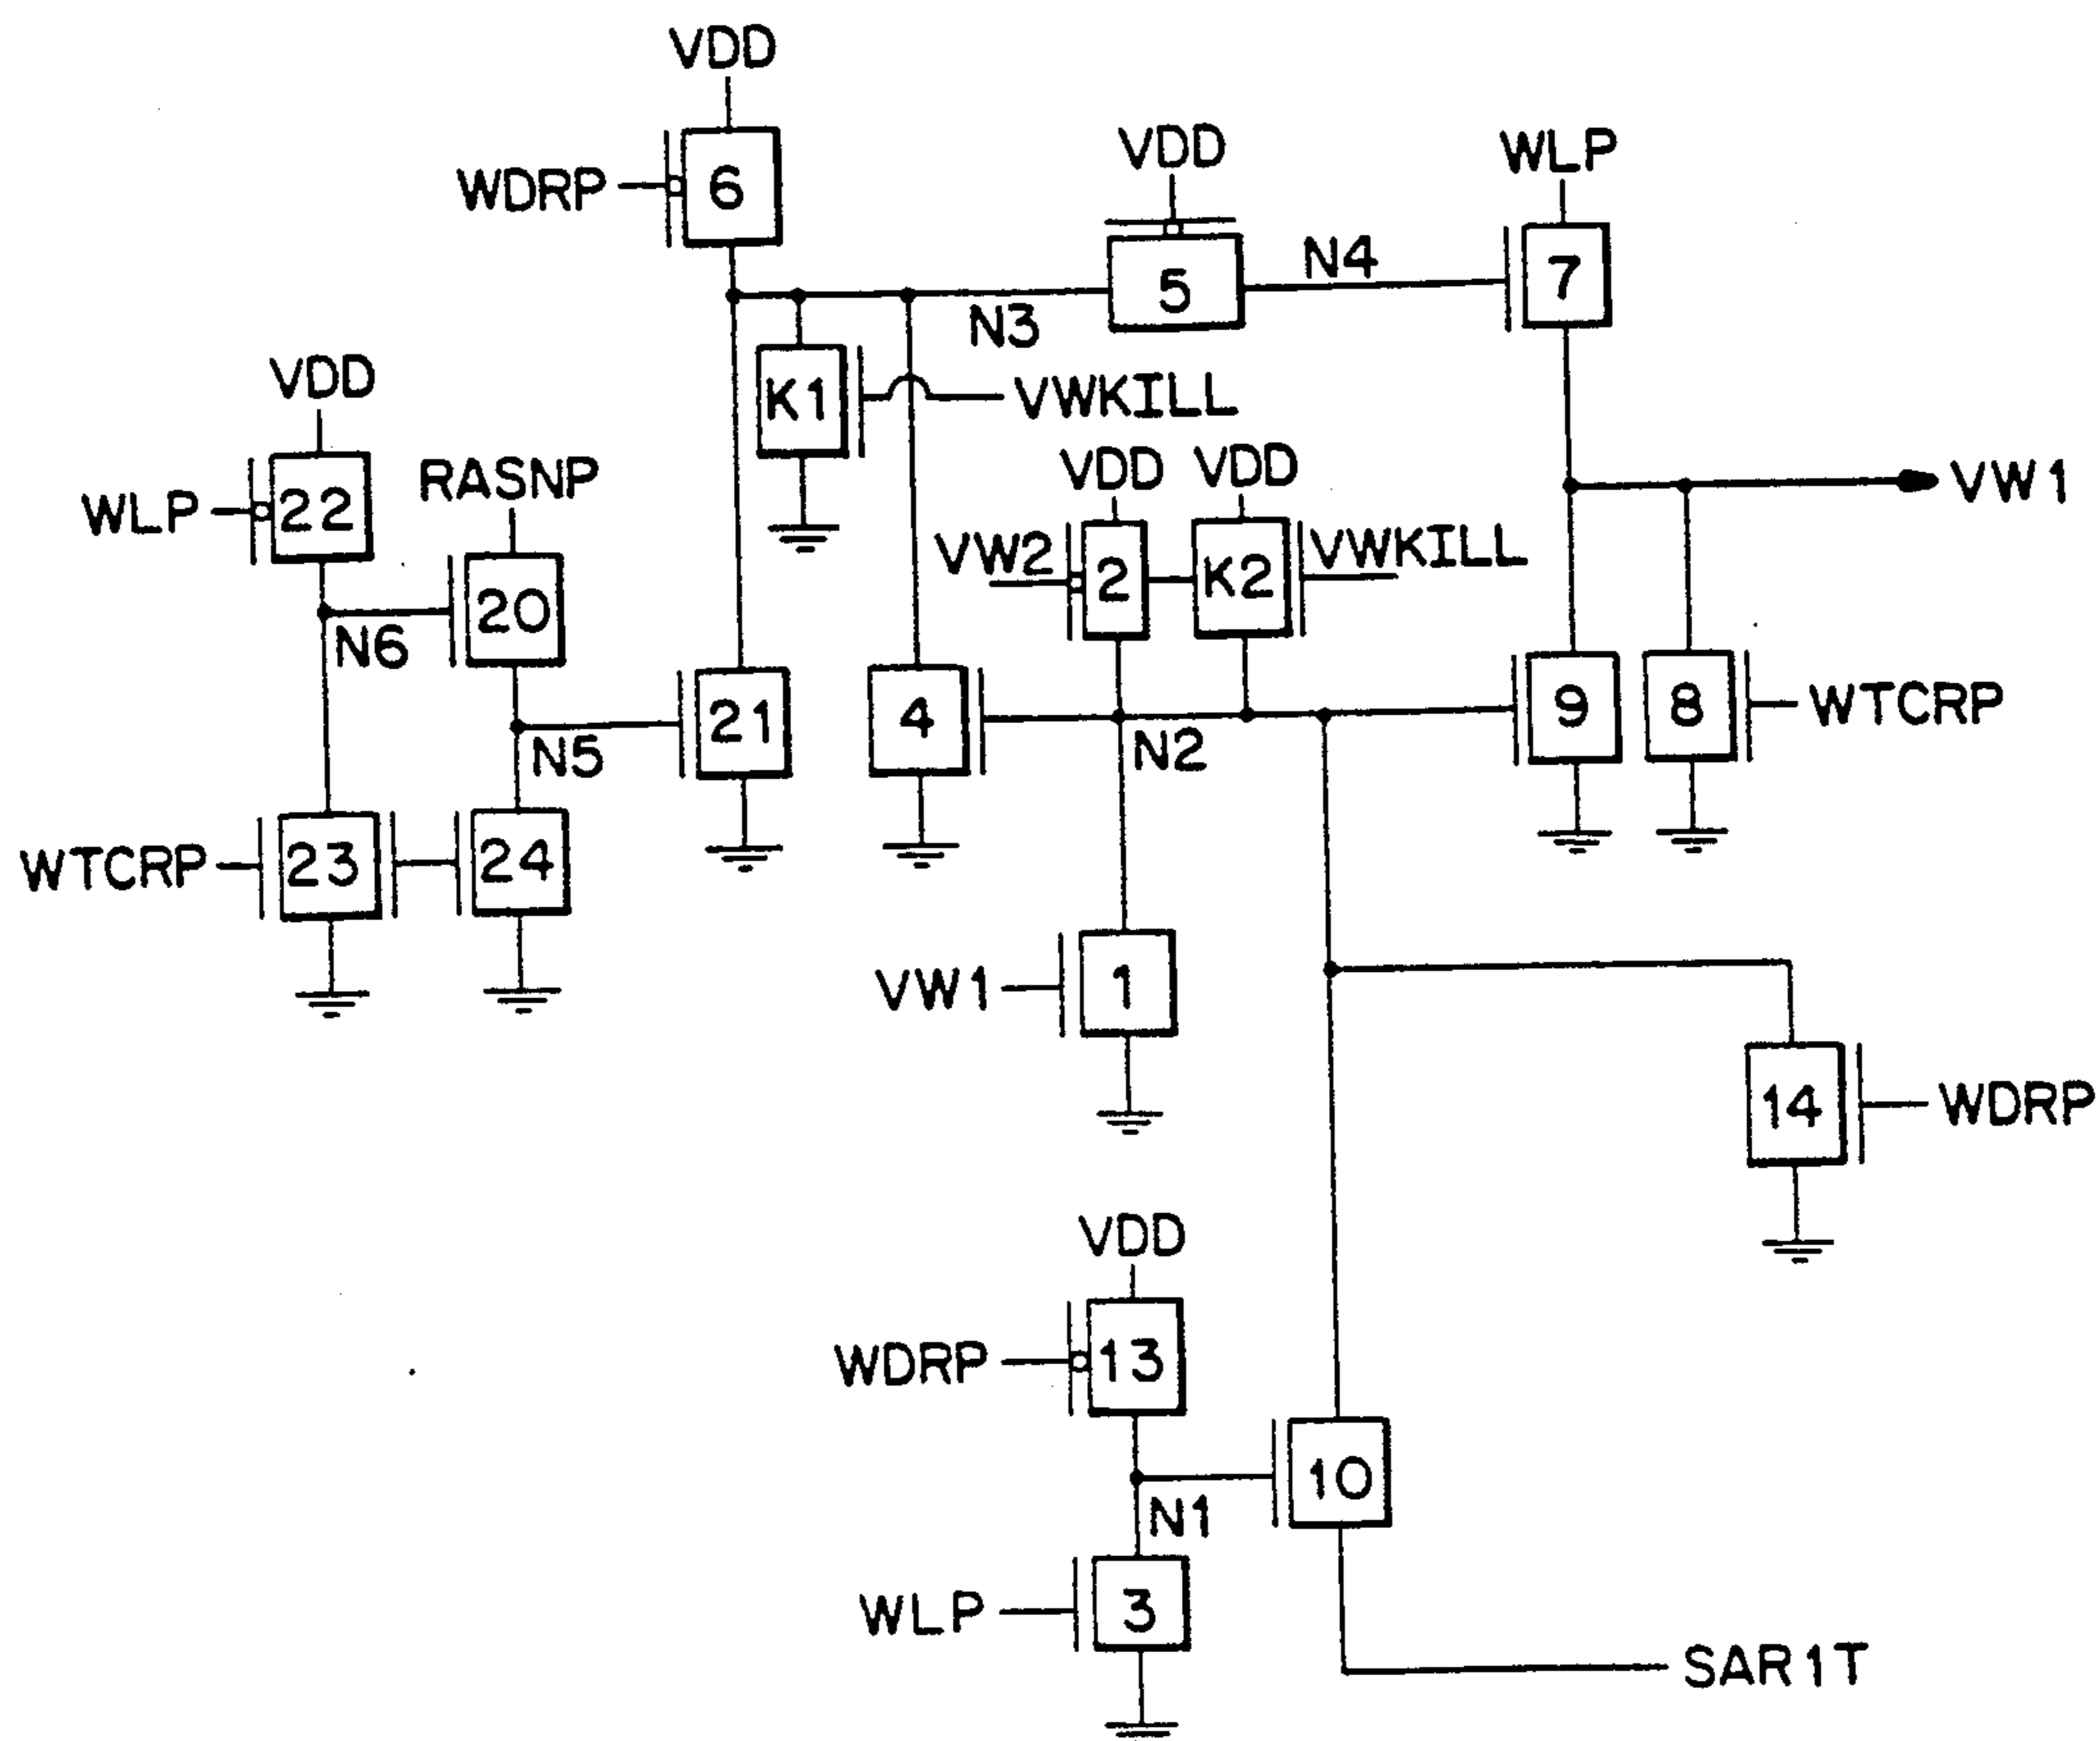 VDD
WDRP
6
VDD
WLP
N4
5
7
N3
VDD
K1
VWKILL
WLP
22
RASNP
VDD
VDD
VW1
VW2
2
K2
VWKILL
N6
20
N5
21
4
N2
9
8
WTCRP
WTCRP
23
24
VW1
1
14
WDRP
VDD
WDRP
13
N1
10
WLP
3
SAR1T